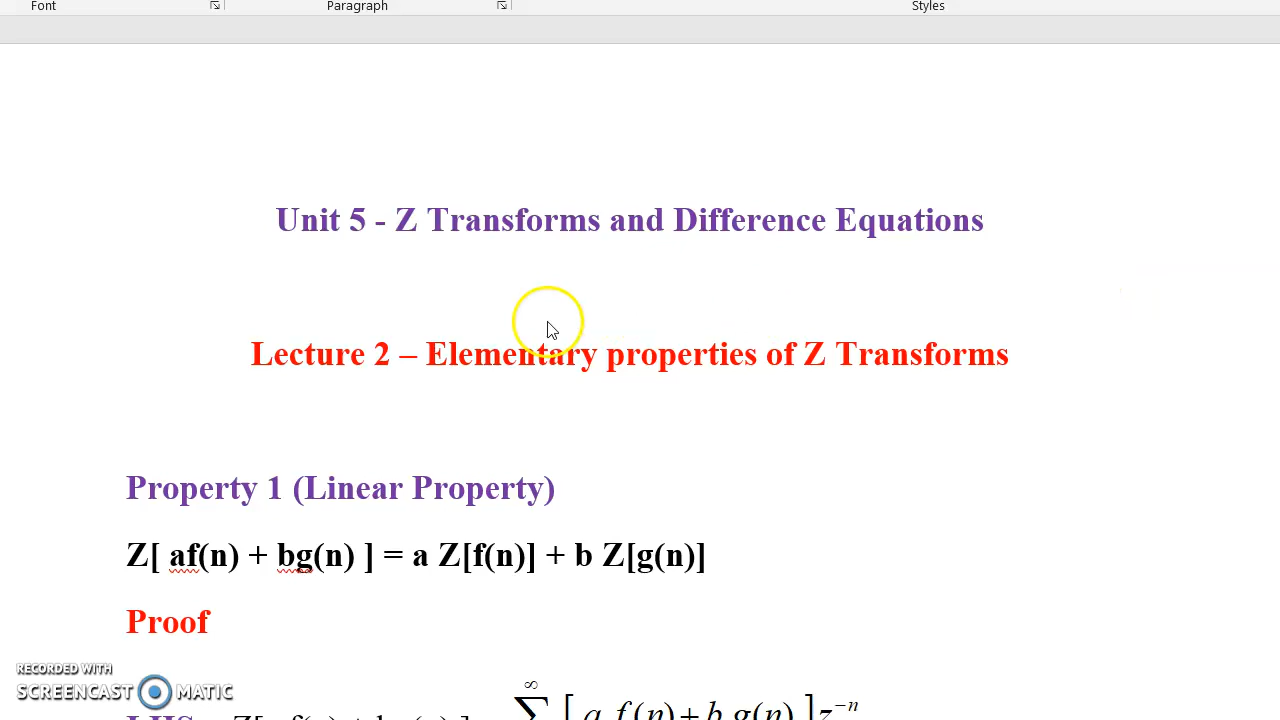 Font Paragraph Styles
Unit 5 - Z Transforms and Difference Equations
Lecture 2 – Elementary properties of Z Transforms
Property 1 (Linear Property)
Z[ af(n) + bg(n) ] = a Z[f(n)] + b Z[g(n)]
Proof
∞
∑ [ a f(n) + b g(n) ] z⁻ⁿ
RECORDED WITH
SCREENCAST MATIC